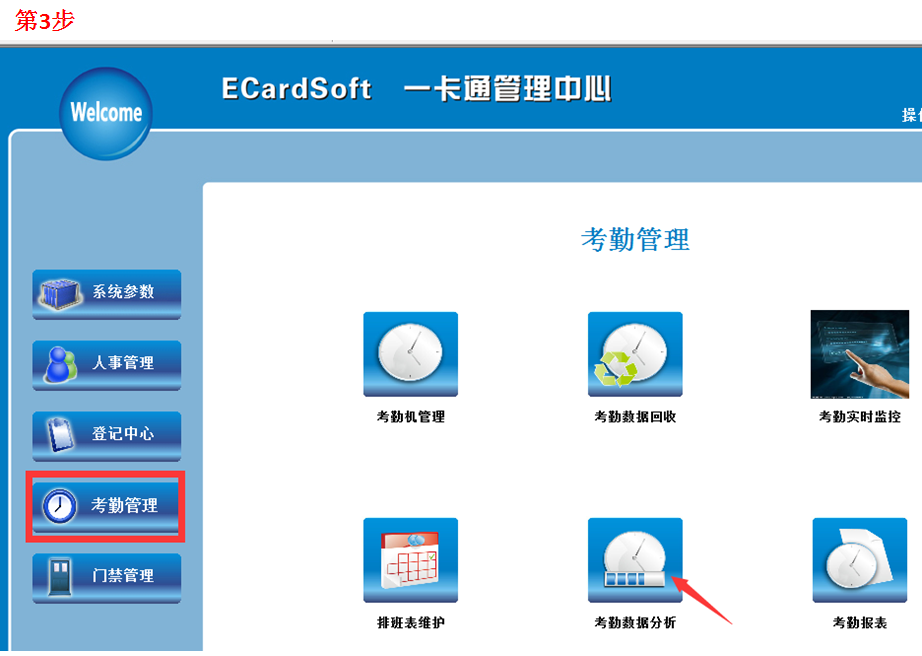 第3步
Welcome
ECardSoft 一卡通管理中心
操
考勤管理
系统参数
人事管理
登记中心
考勤管理
门禁管理
考勤机管理
考勤数据回收
考勤实时监控
排班表维护
考勤数据分析
考勤报表